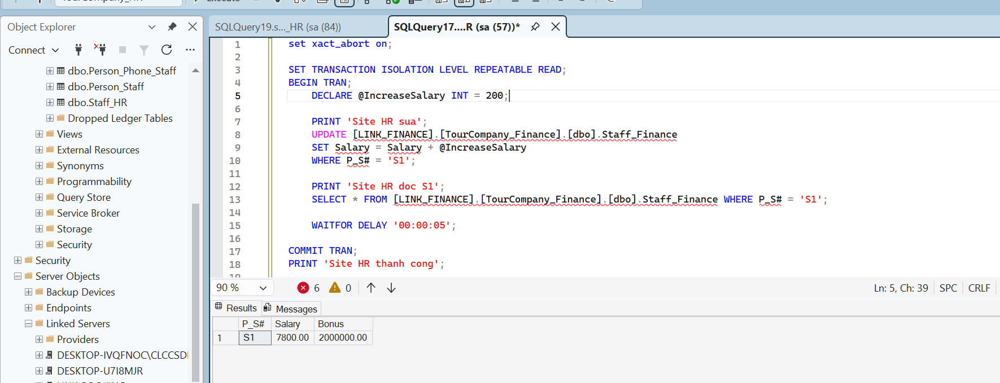 Execute
Object Explorer
Connect
dbo.Person_Phone_Staff
dbo.Person_Staff
dbo.Staff_HR
Dropped Ledger Tables
Views
External Resources
Synonyms
Programmability
Query Store
Service Broker
Storage
Security
Security
Server Objects
Backup Devices
Endpoints
Linked Servers
Providers
DESKTOP-IVQFNOC\CLCCSD
DESKTOP-U7I8MJR
SQLQuery19.s..._HR (sa (84))
SQLQuery17....R (sa (57))*
1 set xact_abort on;
2
3 SET TRANSACTION ISOLATION LEVEL REPEATABLE READ;
4 BEGIN TRAN;
5 DECLARE @IncreaseSalary INT = 200;
6
7 PRINT 'Site HR sua';
8 UPDATE [LINK_FINANCE].[TourCompany_Finance].[dbo].Staff_Finance
9 SET Salary = Salary + @IncreaseSalary
10 WHERE P_S# = 'S1';
11
12 PRINT 'Site HR doc S1';
13 SELECT * FROM [LINK_FINANCE].[TourCompany_Finance].[dbo].Staff_Finance WHERE P_S# = 'S1';
14
15 WAITFOR DELAY '00:00:05';
16
17 COMMIT TRAN;
18 PRINT 'Site HR thanh cong';
19
90 % 6 0 Ln: 5, Ch: 39 SPC CRLF
Results Messages
P_S# Salary Bonus
1 S1 7800.00 2000000.00